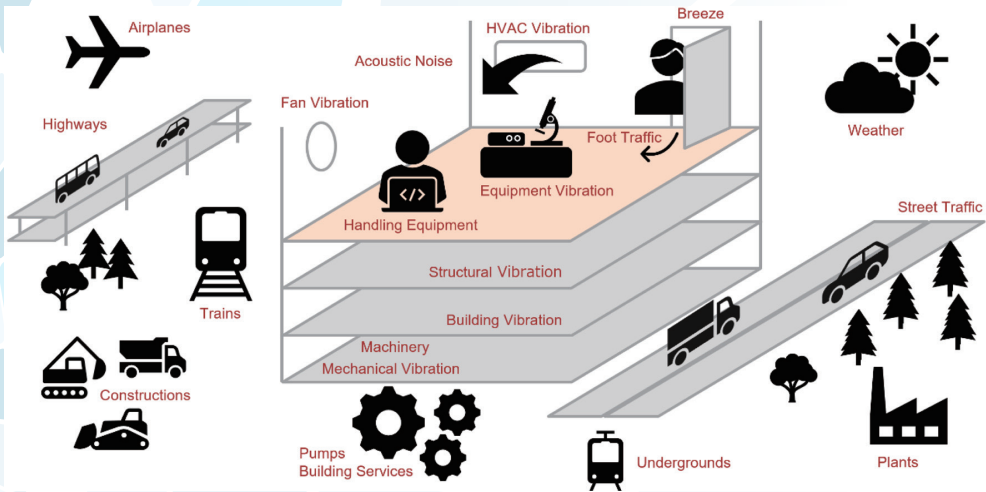 Breeze
Airplanes
HVAC Vibration
Acoustic Noise
Fan Vibration
Highways
Weather
Foot Traffic
</>
Equipment Vibration
Handling Equipment
Street Traffic
Structural Vibration
Trains
Building Vibration
Machinery
Mechanical Vibration
Constructions
Pumps
Building Services
Undergrounds
Plants